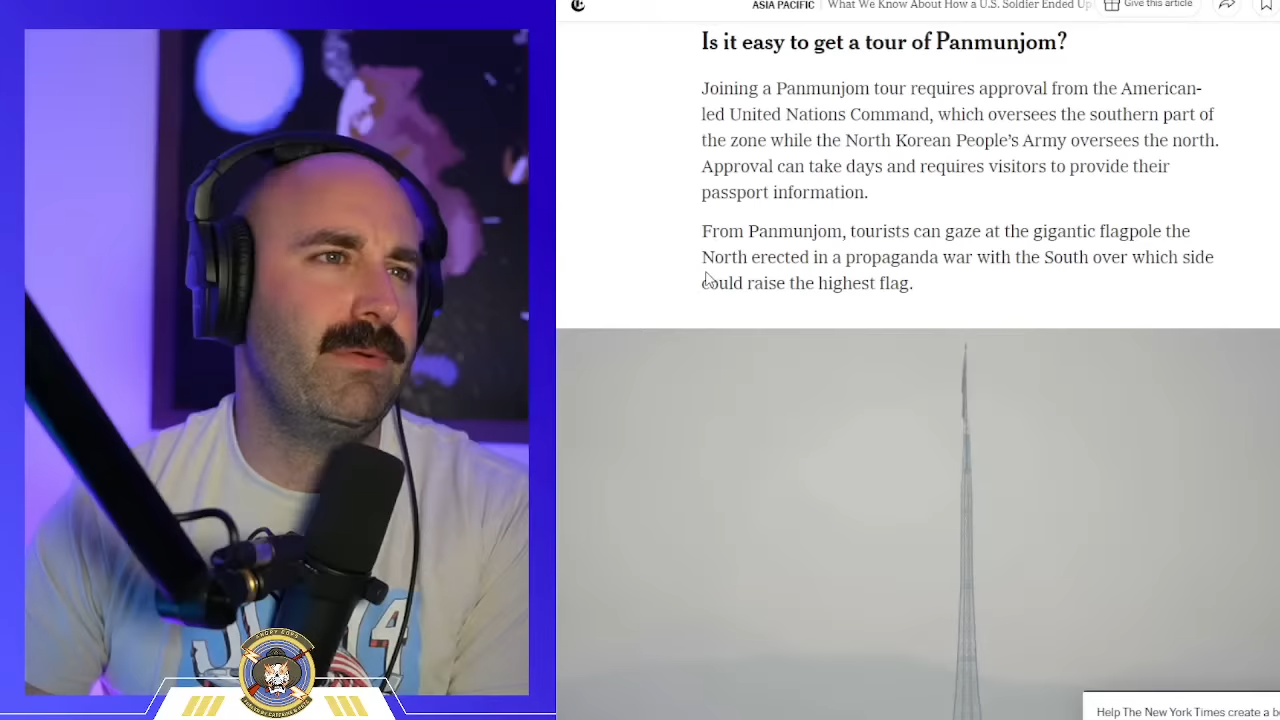 ASIA PACIFIC | What We Know About How a U.S. Soldier Ended Up
Give this article
Is it easy to get a tour of Panmunjom?
Joining a Panmunjom tour requires approval from the American-
led United Nations Command, which oversees the southern part of
the zone while the North Korean People's Army oversees the north.
Approval can take days and requires visitors to provide their
passport information.
From Panmunjom, tourists can gaze at the gigantic flagpole the
North erected in a propaganda war with the South over which side
could raise the highest flag.
ANGRY COPS
Help The New York Times create a b